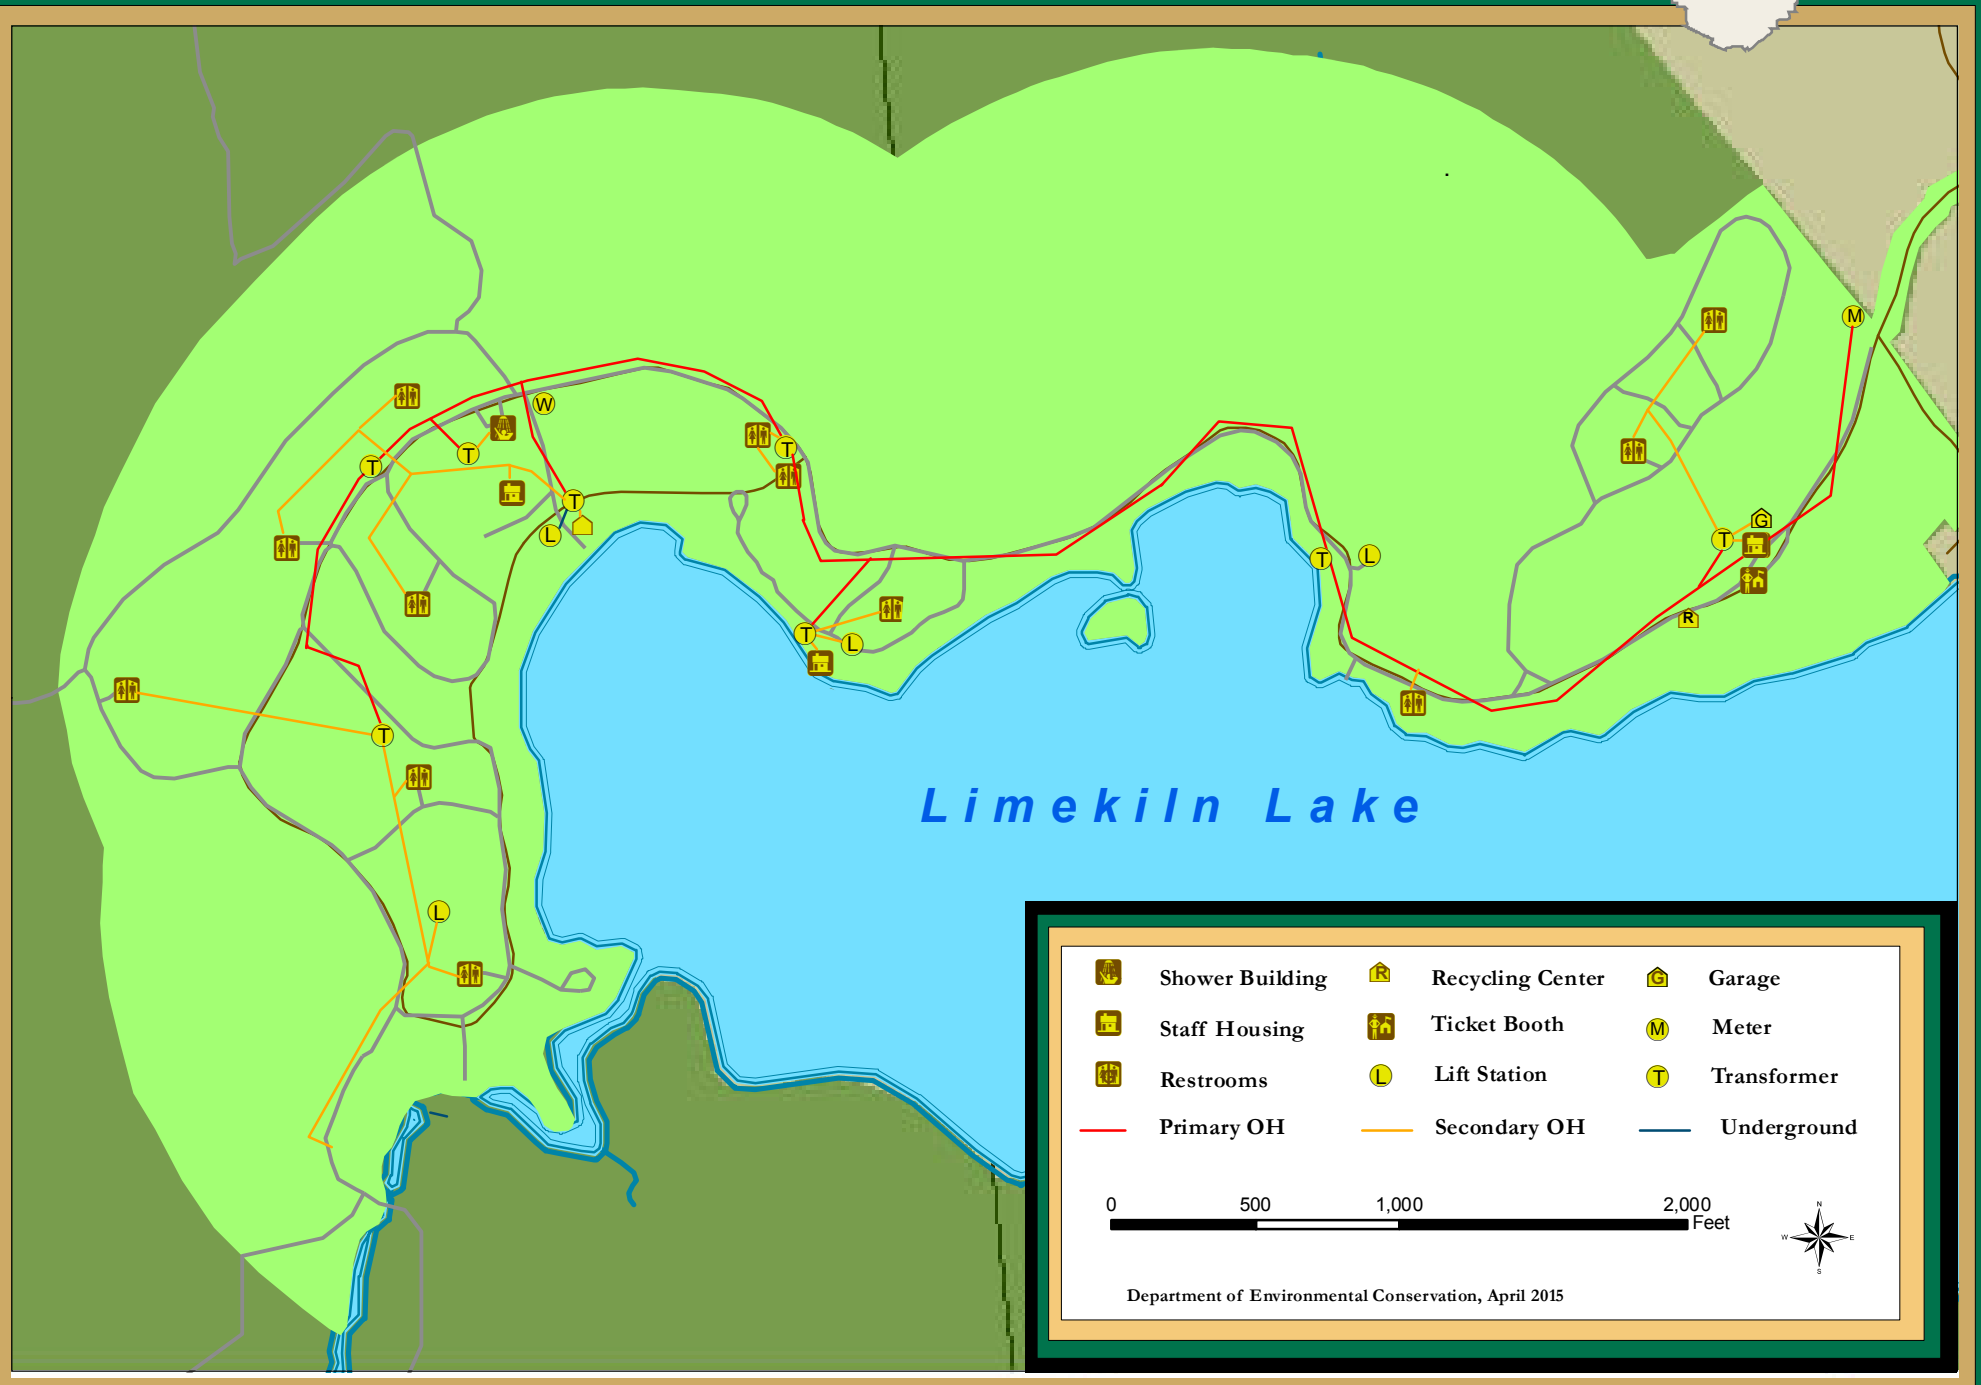 M
W
T
T
T
T
L
G
T
T
L
R
T
L
T
L
Limekiln Lake
Shower Building
R
Recycling Center
G
Garage
Staff Housing
Ticket Booth
M
Meter
Restrooms
L
Lift Station
T
Transformer
Primary OH
Secondary OH
Underground
0 500 1,000 2,000
Feet
N
W E
S
Department of Environmental Conservation, April 2015